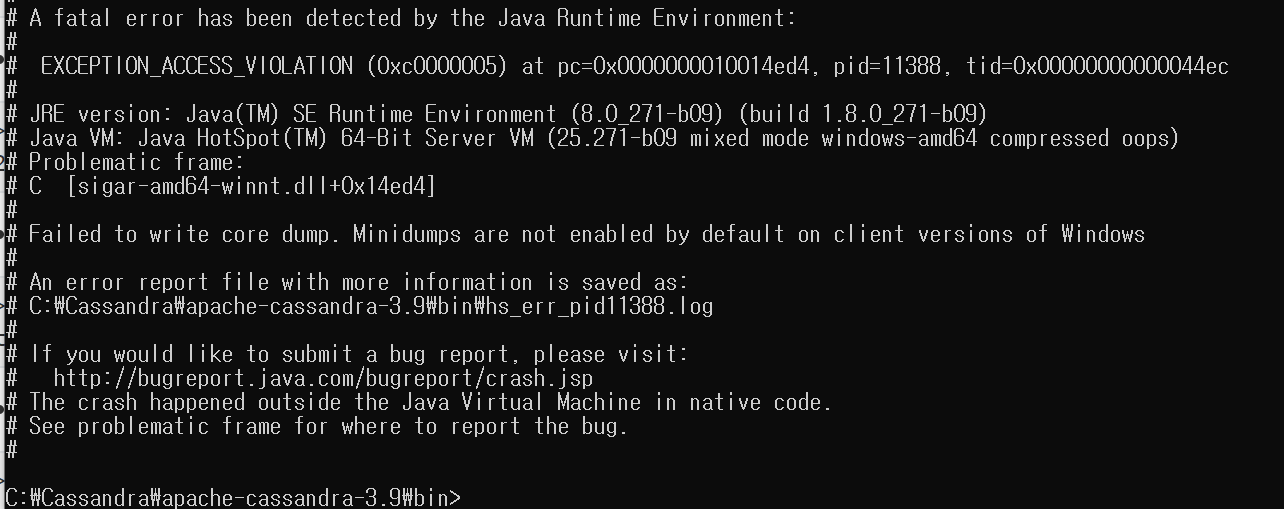 # A fatal error has been detected by the Java Runtime Environment:
#
#  EXCEPTION_ACCESS_VIOLATION (0xc0000005) at pc=0x0000000010014ed4, pid=11388, tid=0x00000000000044ec
#
# JRE version: Java(TM) SE Runtime Environment (8.0_271-b09) (build 1.8.0_271-b09)
# Java VM: Java HotSpot(TM) 64-Bit Server VM (25.271-b09 mixed mode windows-amd64 compressed oops)
# Problematic frame:
# C  [sigar-amd64-winnt.dll+0x14ed4]
#
# Failed to write core dump. Minidumps are not enabled by default on client versions of Windows
#
# An error report file with more information is saved as:
# C:₩Cassandra₩apache-cassandra-3.9₩bin₩hs_err_pid11388.log
#
# If you would like to submit a bug report, please visit:
#   http://bugreport.java.com/bugreport/crash.jsp
# The crash happened outside the Java Virtual Machine in native code.
# See problematic frame for where to report the bug.
#
C:₩Cassandra₩apache-cassandra-3.9₩bin>